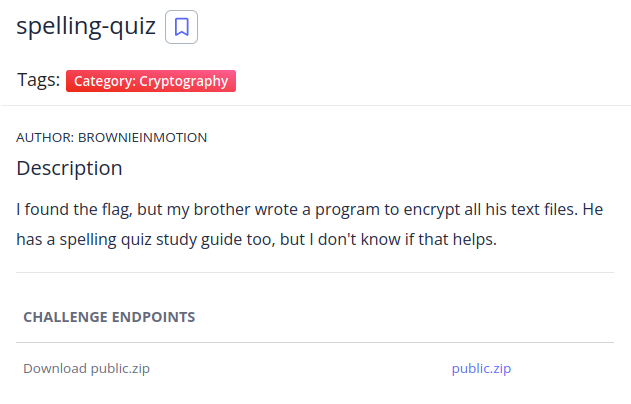 spelling-quiz
Tags: Category: Cryptography
AUTHOR: BROWNIEINMOTION
Description
I found the flag, but my brother wrote a program to encrypt all his text files. He
has a spelling quiz study guide too, but I don't know if that helps.
CHALLENGE ENDPOINTS
Download public.zip public.zip